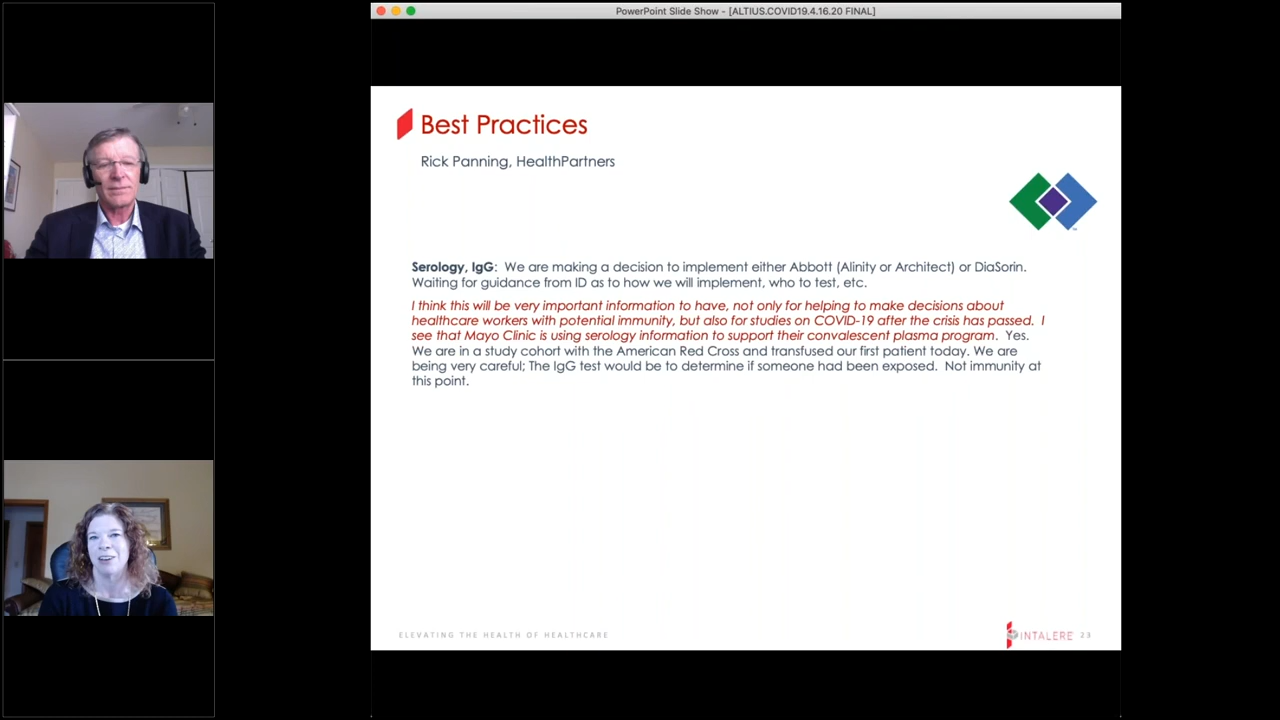 PowerPoint Slide Show - [ALTIUS.COVID19.4.16.20 FINAL]
Best Practices
Rick Panning, HealthPartners
Serology, IgG: We are making a decision to implement either Abbott (Alinity or Architect) or DiaSorin.
Waiting for guidance from ID as to how we will implement, who to test, etc.
I think this will be very important information to have, not only for helping to make decisions about
healthcare workers with potential immunity, but also for studies on COVID-19 after the crisis has passed. I
see that Mayo Clinic is using serology information to support their convalescent plasma program. Yes.
We are in a study cohort with the American Red Cross and transfused our first patient today. We are
being very careful; The IgG test would be to determine if someone had been exposed. Not immunity at
this point.
ELEVATING THE HEALTH OF HEALTHCARE
INTALERE 23